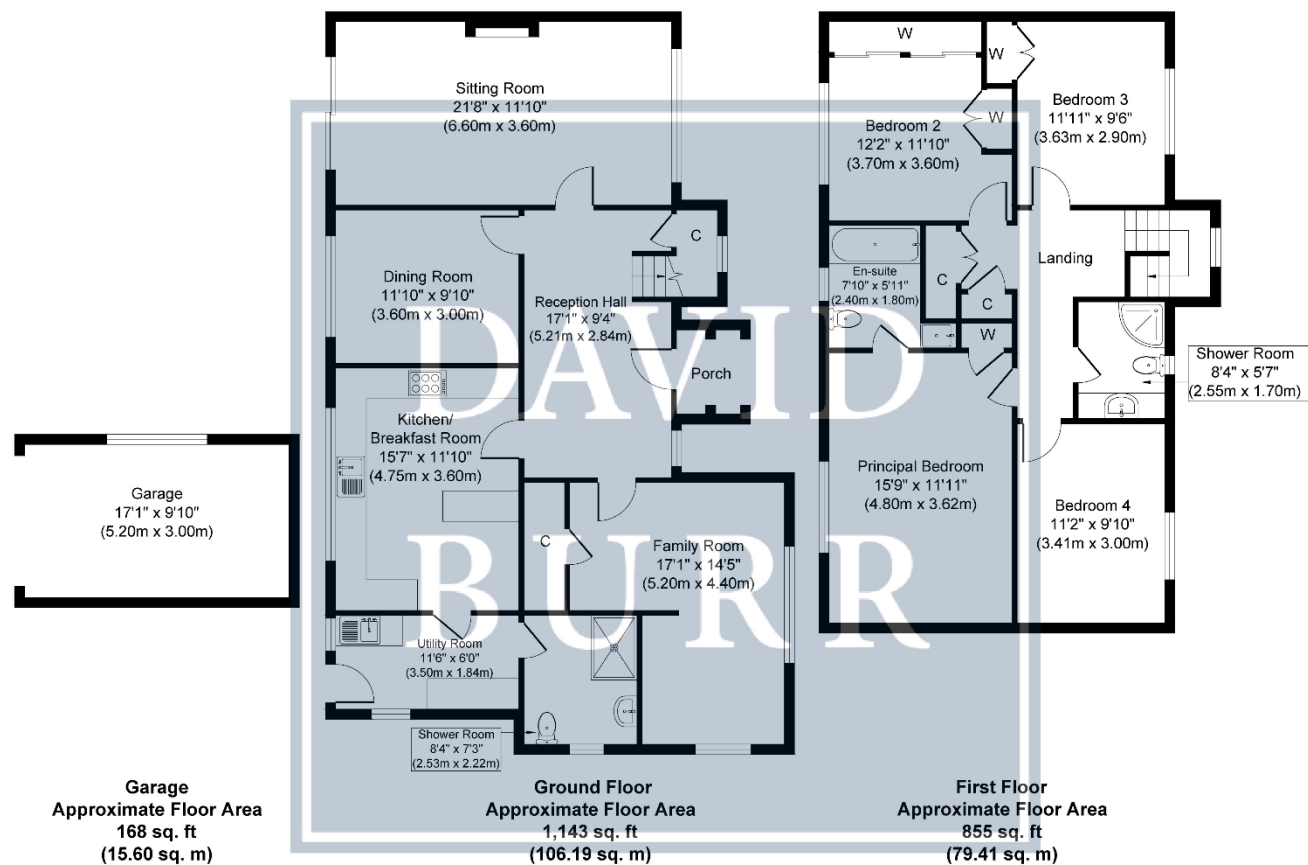 Sitting Room
21'8" x 11'10"
(6.60m x 3.60m)
W
W
W
Bedroom 3
11'11" x 9'6"
(3.63m x 2.90m)
Bedroom 2
12'2" x 11'10"
(3.70m x 3.60m)
C
Dining Room
11'10" x 9'10"
(3.60m x 3.00m)
Reception Hall
17'1" x 9'4"
(5.21m x 2.84m)
Porch
En-suite
7'10" x 5'11"
(2.40m x 1.80m)
C
C
W
Landing
Shower Room
8'4" x 5'7"
(2.55m x 1.70m)
DAVID
BURR
Kitchen/
Breakfast Room
15'7" x 11'10"
(4.75m x 3.60m)
Garage
17'1" x 9'10"
(5.20m x 3.00m)
C
Family Room
17'1" x 14'5"
(5.20m x 4.40m)
Principal Bedroom
15'9" x 11'11"
(4.80m x 3.62m)
Bedroom 4
11'2" x 9'10"
(3.41m x 3.00m)
Utility Room
11'6" x 6'0"
(3.50m x 1.84m)
Shower Room
8'4" x 7'3"
(2.53m x 2.22m)
Garage
Approximate Floor Area
168 sq. ft
(15.60 sq. m)
Ground Floor
Approximate Floor Area
1,143 sq. ft
(106.19 sq. m)
First Floor
Approximate Floor Area
855 sq. ft
(79.41 sq. m)